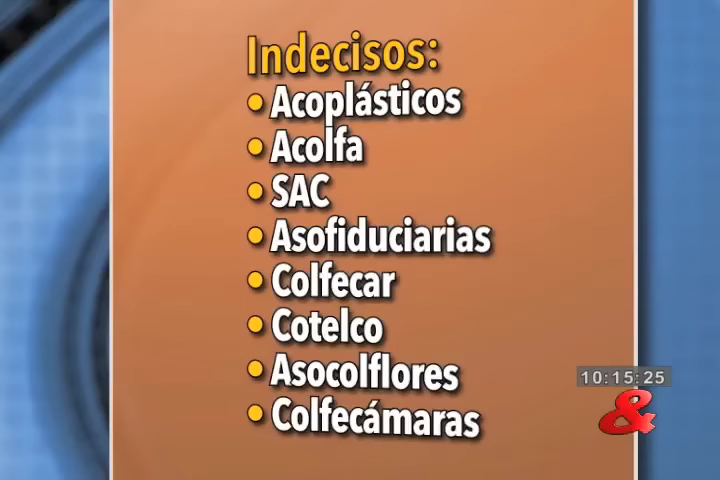 Indecisos:
• Acoplásticos
• Acolfa
• SAC
• Asofiduciarias
• Colfecar
• Cotelco
• Asocolflores
• Colfecámaras
10:15:25
&